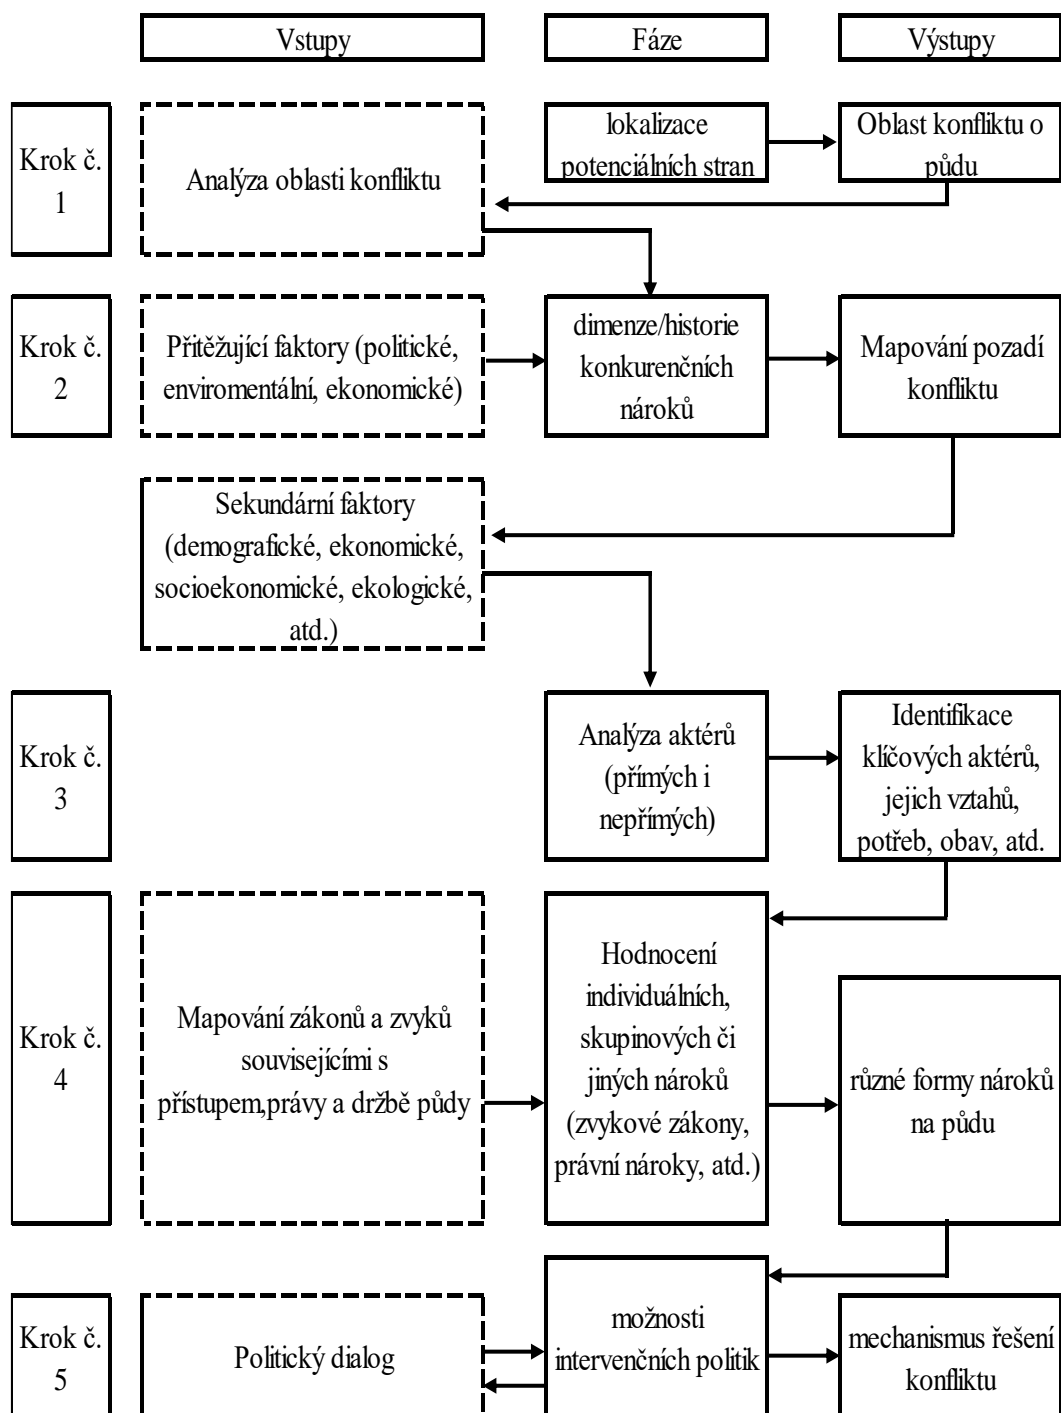 Vstupy
Fáze
Výstupy
Krok č.
1
Analýza oblasti konfliktu
lokalizace
potenciálních stran
Oblast konfliktu o
půdu
Krok č.
2
Přitěžující faktory (politické,
enviromentální, ekonomické)
dimenze/historie
konkurenčních
nároků
Mapování pozadí
konfliktu
Sekundární faktory
(demografické, ekonomické,
socioekonomické, ekologické,
atd.)
Krok č.
3
Analýza aktérů
(přímých i
nepřímých)
Identifikace
klíčových aktérů,
jejich vztahů,
potřeb, obav, atd.
Krok č.
4
Mapování zákonů a zvyků
souvisejícími s
přístupem,právy a držbě půdy
Hodnocení
individuálních,
skupinových či
jiných nároků
(zvykové zákony,
právní nároky, atd.)
různé formy nároků
na půdu
Krok č.
5
Politický dialog
možnosti
intervenčních politik
mechanismus řešení
konfliktu